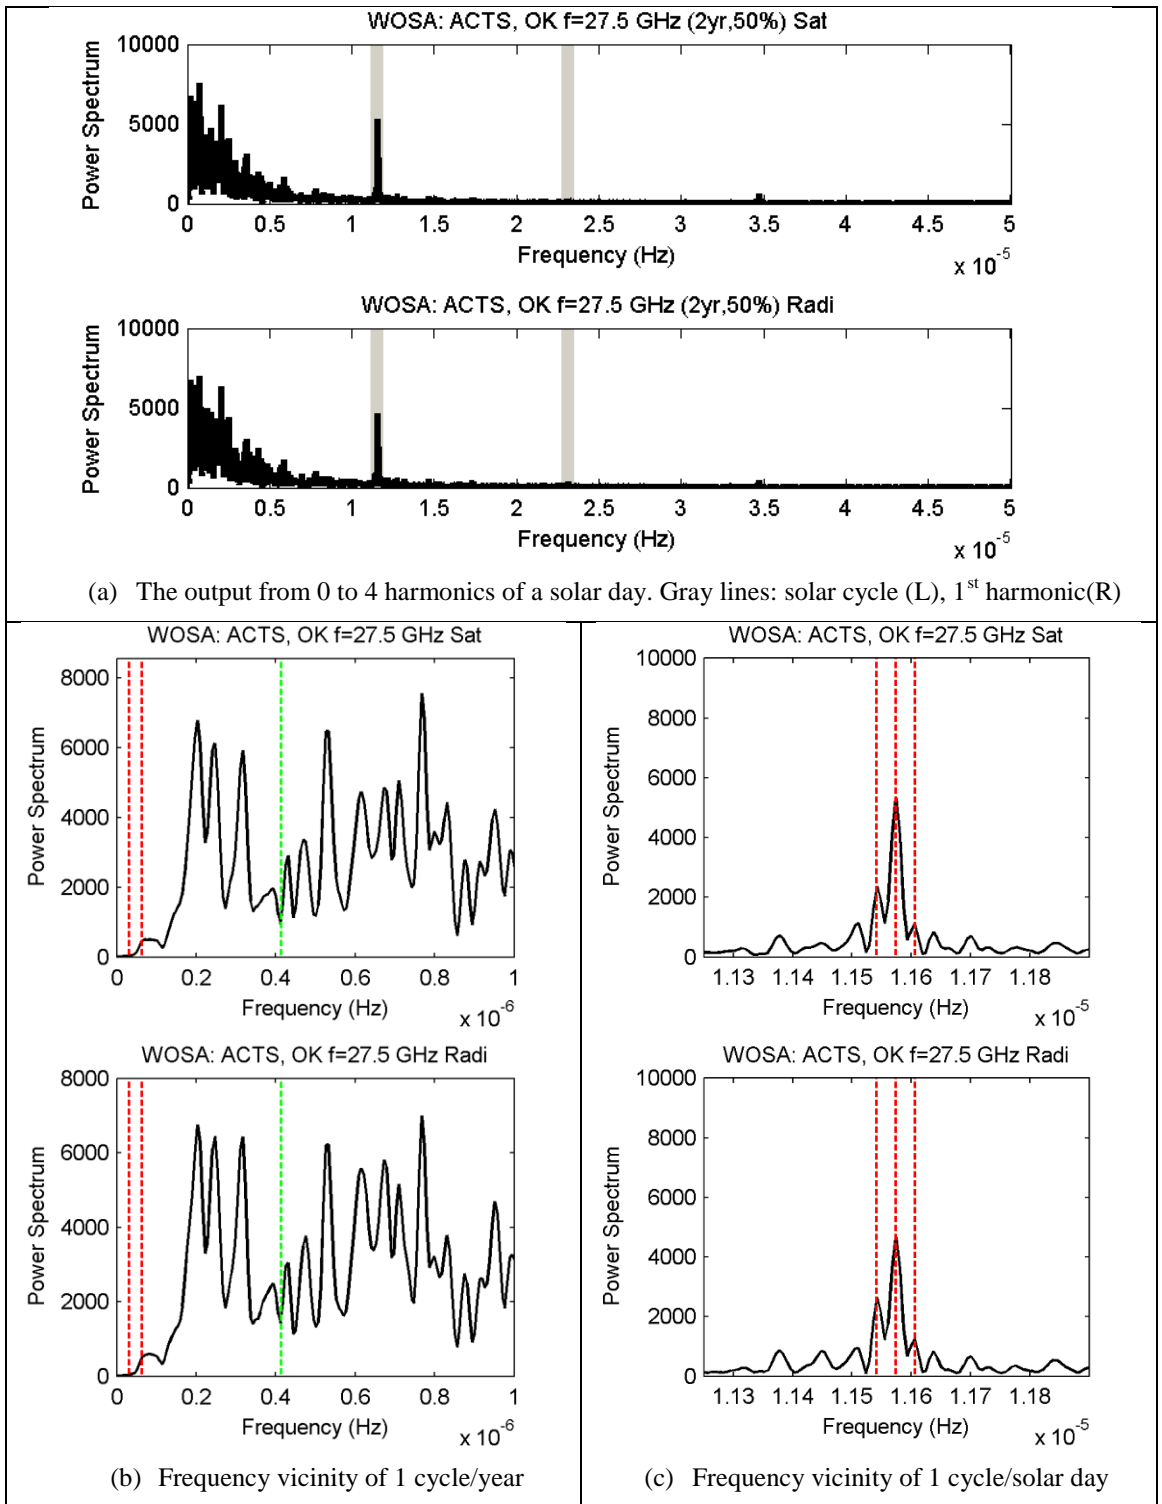 WOSA: ACTS, OK f=27.5 GHz (2yr,50%) Sat
Power Spectrum
10000
5000
0
0 0.5 1 1.5 2 2.5 3 3.5 4 4.5 5
Frequency (Hz)
x 10^-5
WOSA: ACTS, OK f=27.5 GHz (2yr,50%) Radi
Power Spectrum
10000
5000
0
0 0.5 1 1.5 2 2.5 3 3.5 4 4.5 5
Frequency (Hz)
x 10^-5
(a) The output from 0 to 4 harmonics of a solar day. Gray lines: solar cycle (L), 1st harmonic(R)
WOSA: ACTS, OK f=27.5 GHz Sat
Power Spectrum
8000
6000
4000
2000
0
0 0.2 0.4 0.6 0.8 1
Frequency (Hz)
x 10^-6
WOSA: ACTS, OK f=27.5 GHz Radi
Power Spectrum
8000
6000
4000
2000
0
0 0.2 0.4 0.6 0.8 1
Frequency (Hz)
x 10^-6
(b) Frequency vicinity of 1 cycle/year
WOSA: ACTS, OK f=27.5 GHz Sat
Power Spectrum
10000
8000
6000
4000
2000
0
1.13 1.14 1.15 1.16 1.17 1.18
Frequency (Hz)
x 10^-5
WOSA: ACTS, OK f=27.5 GHz Radi
Power Spectrum
10000
8000
6000
4000
2000
0
1.13 1.14 1.15 1.16 1.17 1.18
Frequency (Hz)
x 10^-5
(c) Frequency vicinity of 1 cycle/solar day